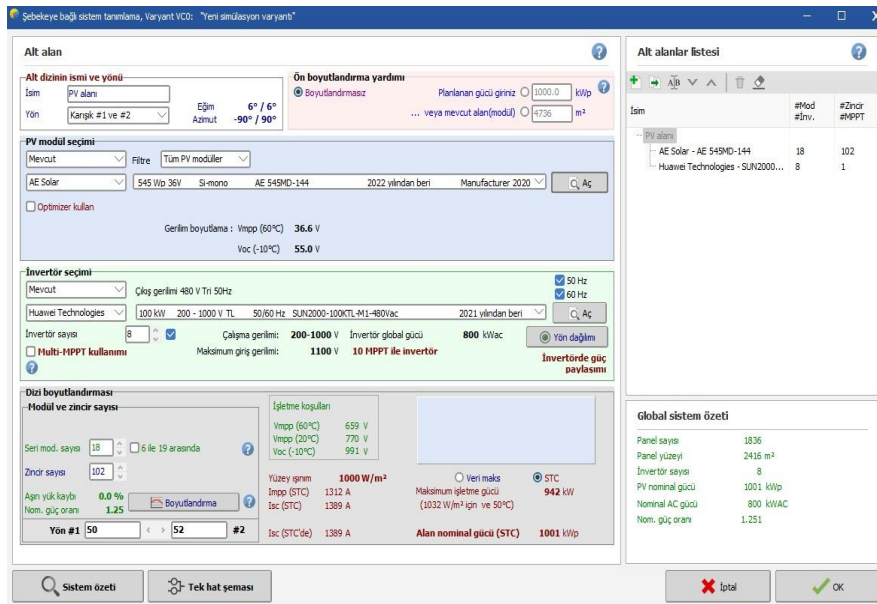 Şebekeye bağlı sistem tanımlama, Varyant VC0: "Yeni simülasyon varyantı"
Alt alan
Alt dizinin ismi ve yönü
İsim PV alanı
Yön Karışık #1 ve #2
Eğim 6° / 6°
Azimut -90° / 90°
Ön boyutlandırma yardımı
Boyutlandırmasız
Planlanan gücü giriniz 1000.0 kWp
... veya mevcut alan(modül) 4736 m²
PV modül seçimi
Mevcut Filtre Tüm PV modüller
AE Solar 545 Wp 36V Si-mono AE 545MD-144 2022 yılından beri Manufacturer 2020 Aç
Optimizer kullan
Gerilim boyutlama : Vmpp (60°C) 36.6 V
Voc (-10°C) 55.0 V
İnvertör seçimi
Mevcut Çıkış gerilimi 480 V Tri 50Hz
50 Hz
60 Hz
Huawei Technologies 100 kW 200 - 1000 V TL 50/60 Hz SUN2000-100KTL-M1-480Vac 2021 yılından beri Aç
İnvertör sayısı 8 Çalışma gerilimi: 200-1000 V İnvertör global gücü 800 kWac Yön dağılımı
Multi-MPPT kullanımı Maksimum giriş gerilimi: 1100 V 10 MPPT ile invertör
İnvertörde güç
paylaşımı
Dizi boyutlandırması
Modül ve zincir sayısı
Seri mod. sayısı 18 6 ile 19 arasında
Zincir sayısı 102
Aşırı yük kaybı 0.0 %
Nom. güç oranı 1.25
Boyutlandırma
Yön #1 50 < > 52 #2
İşletme koşulları
Vmpp (60°C) 659 V
Vmpp (20°C) 770 V
Voc (-10°C) 991 V
Yüzey ışınım 1000 W/m²
Impp (STC) 1312 A
Isc (STC) 1389 A
Isc (STC'de) 1389 A
Veri maks STC
Maksimum işletme gücü 942 kW
(1032 W/m² için ve 50°C)
Alan nominal gücü (STC) 1001 kWp
Alt alanlar listesi
İsim #Mod #Zincir
#İnv. #MPPT
PV alanı
AE Solar - AE 545MD-144 18 102
Huawei Technologies - SUN2000... 8 1
Global sistem özeti
Panel sayısı 1836
Panel yüzeyi 2416 m²
İnvertör sayısı 8
PV nominal gücü 1001 kWp
Nominal AC gücü 800 kWAC
Nom. güç oranı 1.251
Sistem özeti
Tek hat şeması
İptal
OK